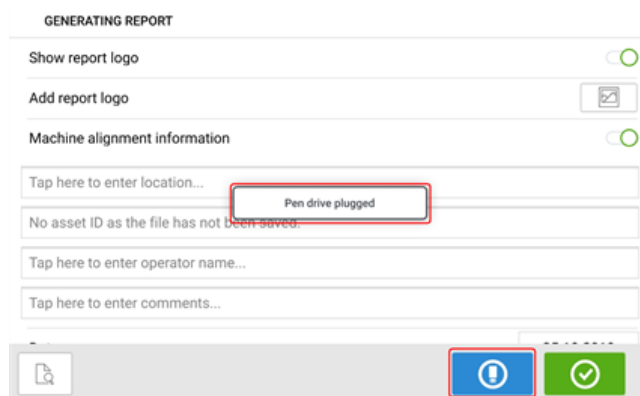 GENERATING REPORT
Show report logo
Add report logo
Machine alignment information
Tap here to enter location...
Pen drive plugged
No asset ID as the file has not been saved.
Tap here to enter operator name...
Tap here to enter comments...